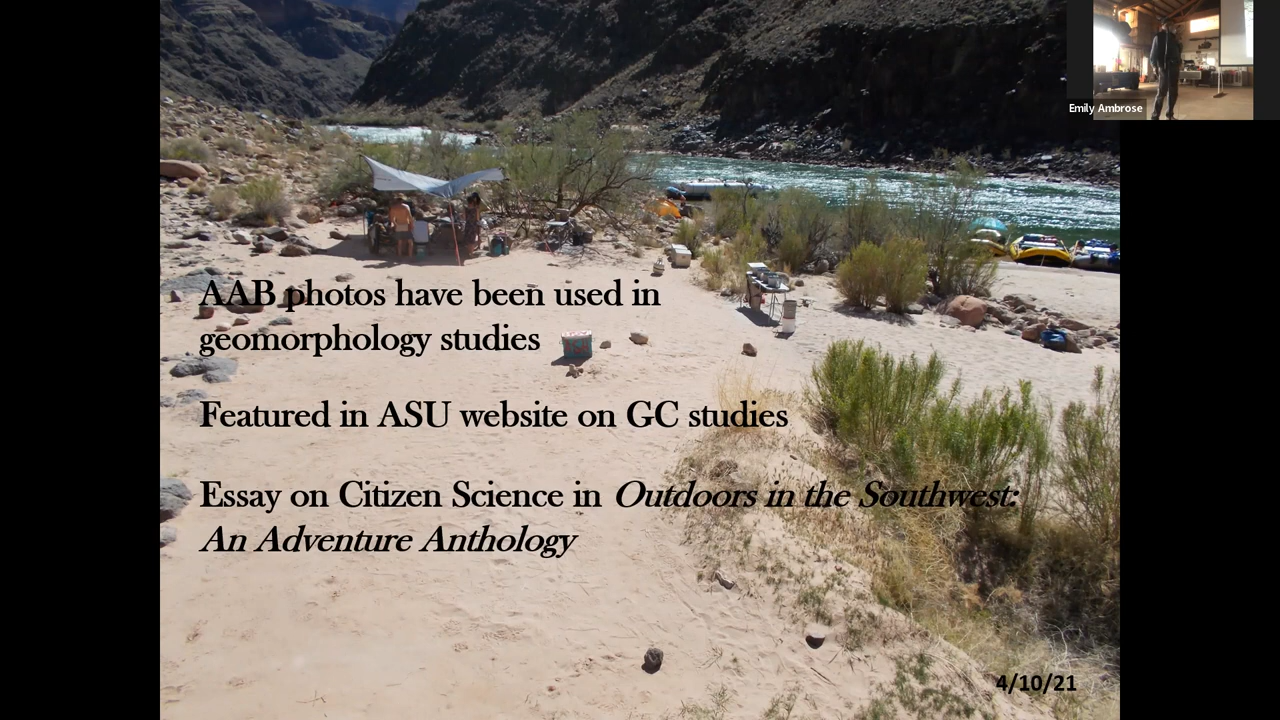 Emily Ambrose
AAB photos have been used in
geomorphology studies
Featured in ASU website on GC studies
Essay on Citizen Science in Outdoors in the Southwest:
An Adventure Anthology
4/10/21